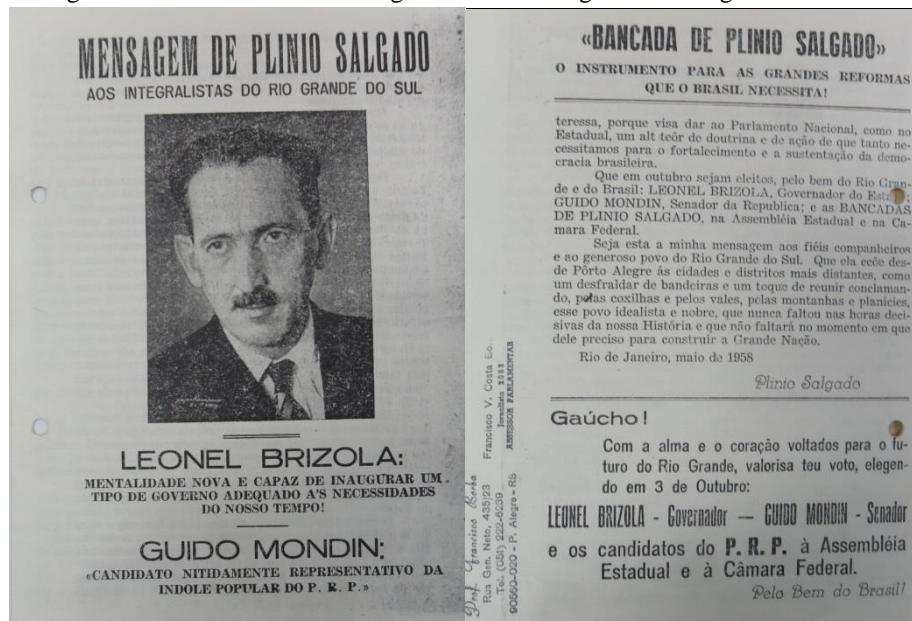 MENSAGEM DE PLINIO SALGADO
AOS INTEGRALISTAS DO RIO GRANDE DO SUL
LEONEL BRIZOLA:
MENTALIDADE NOVA E CAPAZ DE INAUGURAR UM
TIPO DE GOVERNO ADEQUADO A'S NECESSIDADES
DO NOSSO TEMPO!
GUIDO MONDIN:
«CANDIDATO NITIDAMENTE REPRESENTATIVO DA
INDOLE POPULAR DO P. R. P.»
«BANCADA DE PLINIO SALGADO»
O INSTRUMENTO PARA AS GRANDES REFORMAS
QUE O BRASIL NECESSITA!
teressa, porque visa dar ao Parlamento Nacional, como no
Estadual, um alt teôr de doutrina e de ação de que tanto ne-
cessitamos para o fortalecimento e a sustentação da demo-
cracia brasileira.
Que em outubro sejam eleitos, pelo bem do Rio Gran-
de e do Brasil: LEONEL BRIZOLA, Governador do
GUIDO MONDIN, Senador da Republica; e as BANCADAS
DE PLINIO SALGADO, na Assembléia Estadual e na Ca-
mara Federal.
Seja esta a minha mensagem aos fiéis companheiros
e ao generoso povo do Rio Grande do Sul. Que ela ecôe des-
de Pôrto Alegre ás cidades e distritos mais distantes, como
um desfraldar de bandeiras e um toque de reunir conclaman-
do, pelas coxilhas e pelos vales, pelas montanhas e planicies,
esse povo idealista e nobre, que nunca faltou nas horas deci-
sivas da nossa História e que não faltará no momento em que
dele preciso para construir a Grande Nação.
Rio de Janeiro, maio de 1958
Plinio Salgado
Gaúcho!
Com a alma e o coração voltados para o fu-
turo do Rio Grande, valorisa teu voto, elegen-
do em 3 de Outubro:
LEONEL BRIZOLA - Governador — GUIDO MONDIN - Senador
e os candidatos do P. R. P. à Assembléia
Estadual e à Câmara Federal.
Pelo Bem do Brasil!
Prof. Francisco Borba
Rua Gen. Neto, 435/23
Tel. (051) 222-6239
90560-020 - P. Alegre - RS
Francisco V. Costa
Jornalista
ASSESSOR PARLAMENTAR